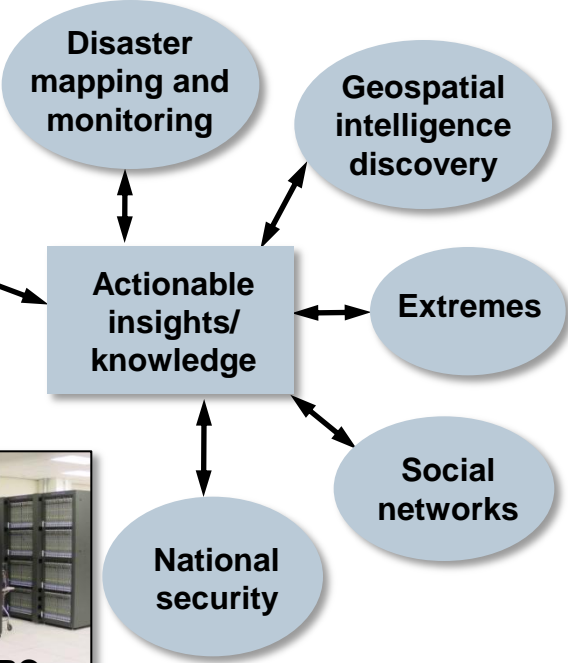 Disaster
mapping and
monitoring
Geospatial
intelligence
discovery
Actionable
insights/
knowledge
Extremes
Social
networks
National
security